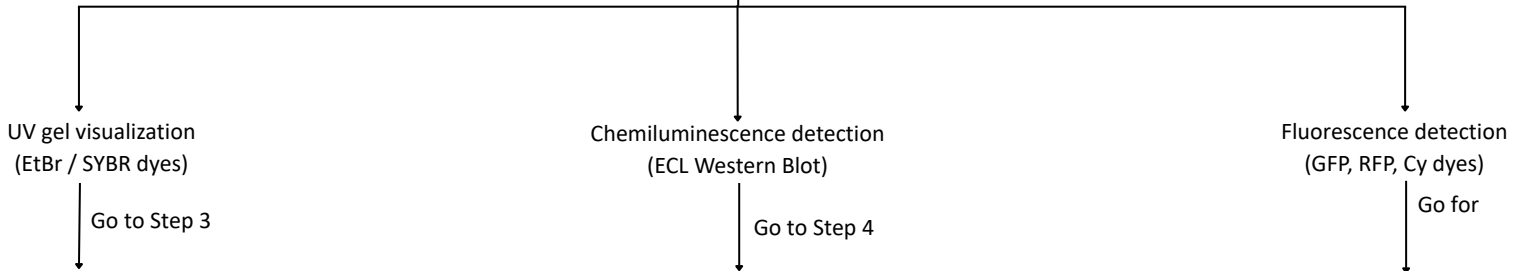 UV gel visualization
(EtBr / SYBR dyes)
Go to Step 3
Chemiluminescence detection
(ECL Western Blot)
Go to Step 4
Fluorescence detection
(GFP, RFP, Cy dyes)
Go for